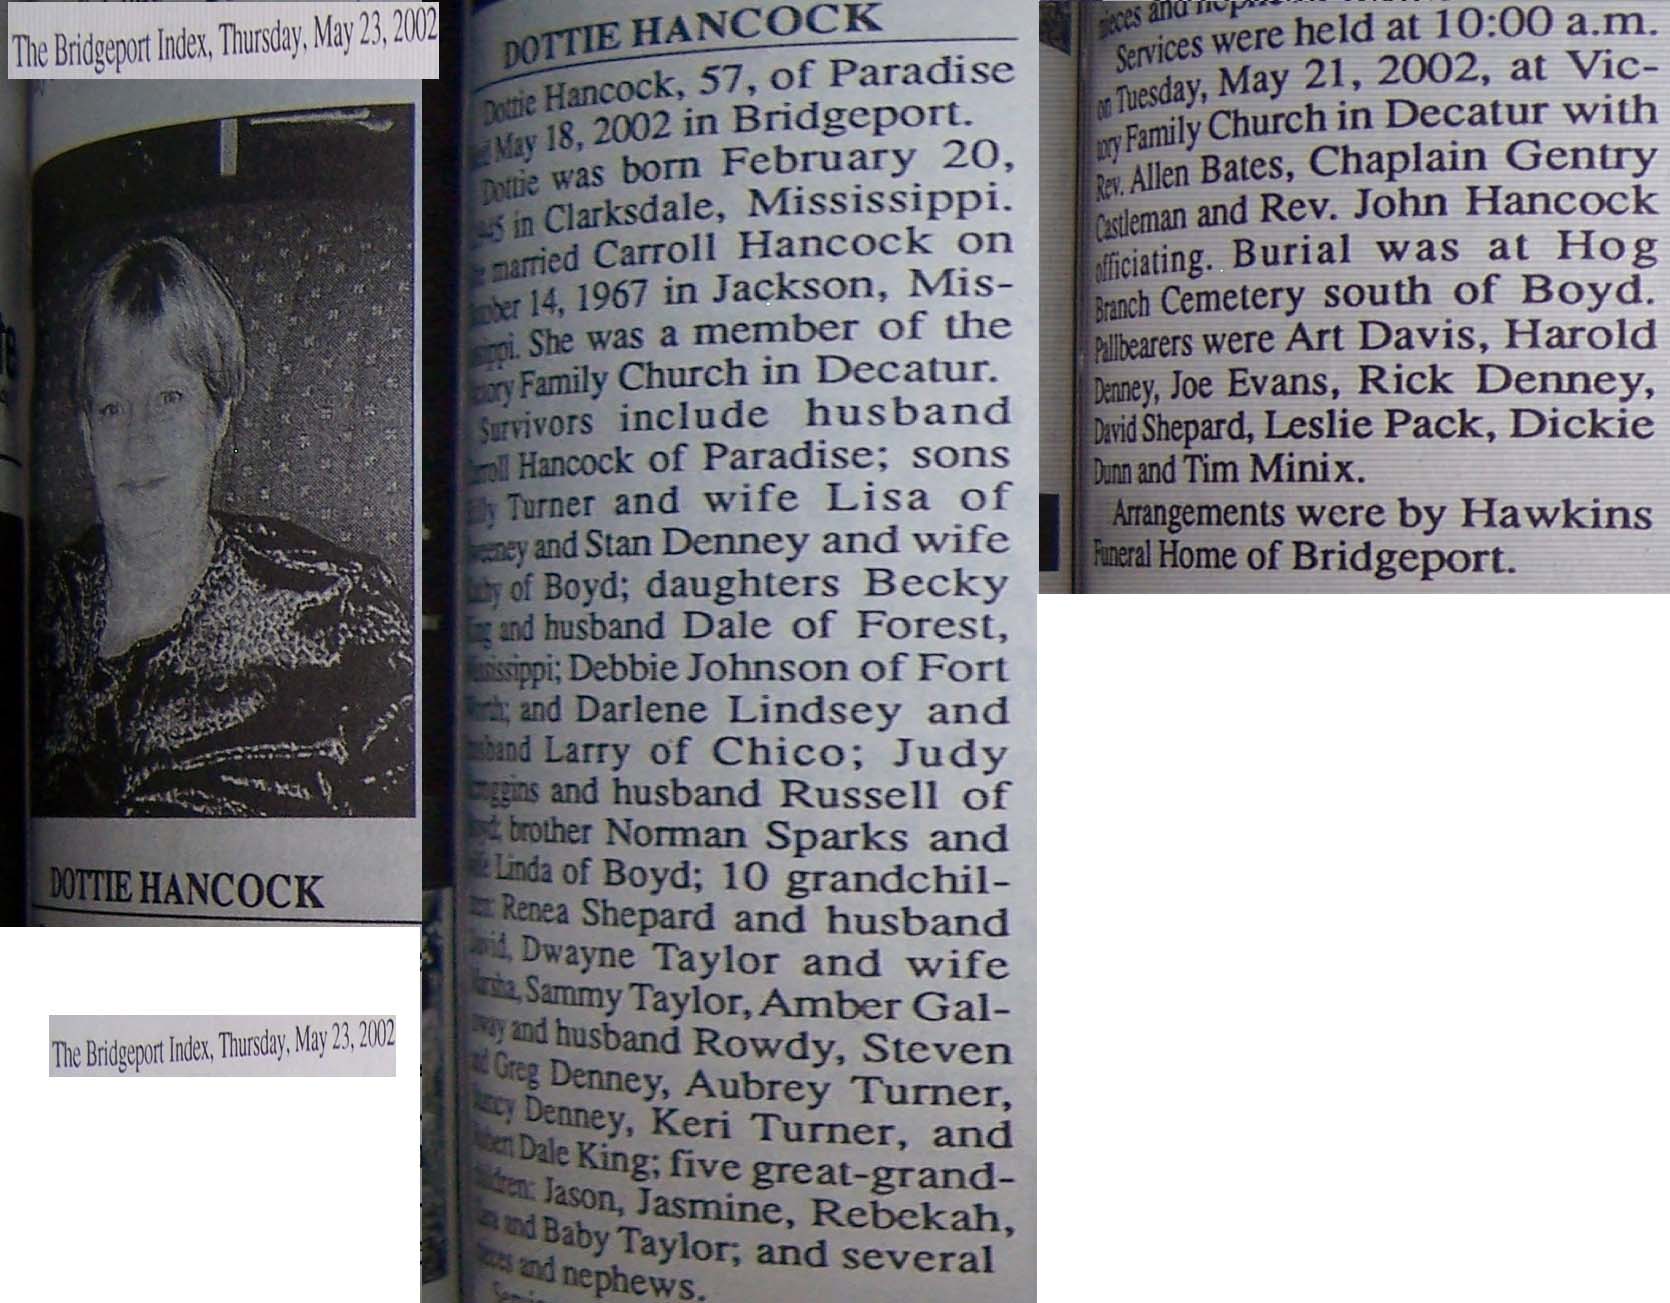 The Bridgeport Index, Thursday, May 23, 2002
DOTTIE HANCOCK
The Bridgeport Index, Thursday, May 23, 2002
DOTTIE HANCOCK
Dottie Hancock, 57, of Paradise
May 18, 2002 in Bridgeport.
Dottie was born February 20,
in Clarksdale, Mississippi.
married Carroll Hancock on
14, 1967 in Jackson, Mis-
She was a member of the
Family Church in Decatur.
Survivors include husband
Hancock of Paradise; sons
Turner and wife Lisa of
and Stan Denney and wife
of Boyd; daughters Becky
and husband Dale of Forest,
Debbie Johnson of Fort
and Darlene Lindsey and
husband Larry of Chico; Judy
and husband Russell of
brother Norman Sparks and
Linda of Boyd; 10 grandchil-
Renea Shepard and husband
David, Dwayne Taylor and wife
Sammy Taylor, Amber Gal-
and husband Rowdy, Steven
Greg Denney, Aubrey Turner,
Denney, Keri Turner, and
Dale King; five great-grand-
Jason, Jasmine, Rebekah,
and Baby Taylor; and several
and nephews.
nieces and
Services were held at 10:00 a.m.
on Tuesday, May 21, 2002, at Vic-
tory Family Church in Decatur with
Rev. Allen Bates, Chaplain Gentry
Castleman and Rev. John Hancock
officiating. Burial was at Hog
Branch Cemetery south of Boyd.
Pallbearers were Art Davis, Harold
Denney, Joe Evans, Rick Denney,
David Shepard, Leslie Pack, Dickie
Dunn and Tim Minix.
Arrangements were by Hawkins
Funeral Home of Bridgeport.